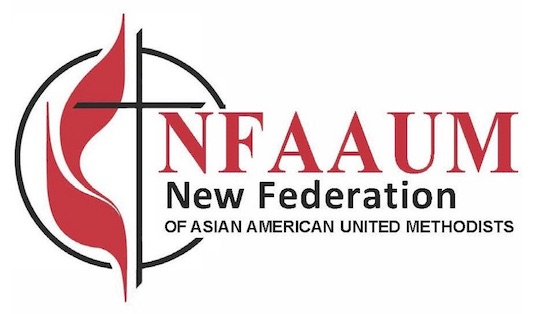 NFAAUM
New Federation
OF ASIAN AMERICAN UNITED METHODISTS